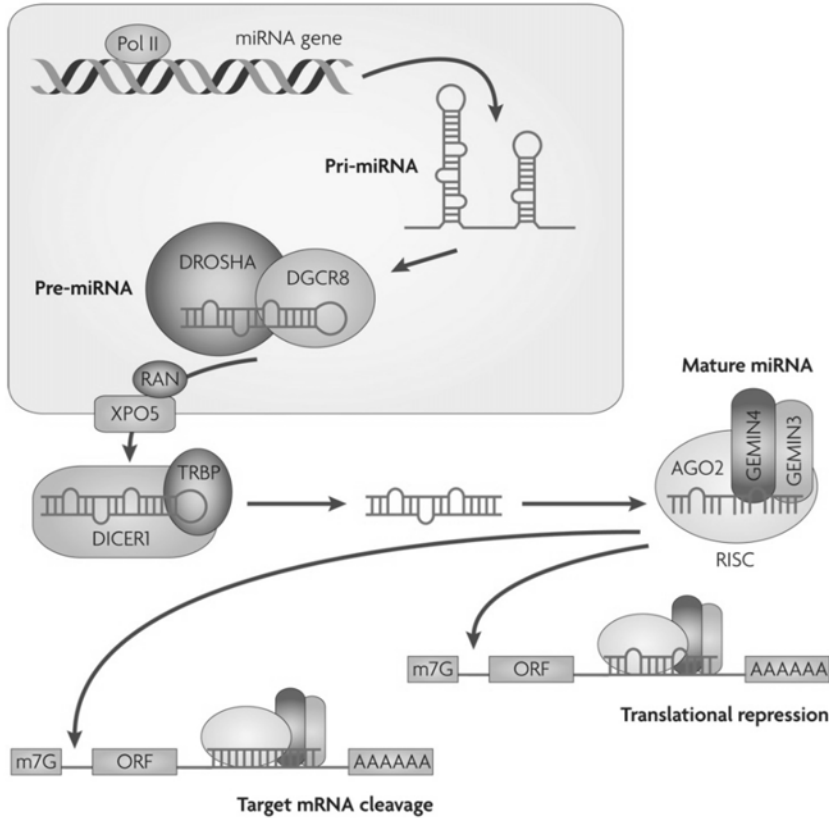 Pol II
miRNA gene
Pri-miRNA
DROSHA
DGCR8
Pre-miRNA
RAN
XPO5
Mature miRNA
GEMIN4
GEMIN3
AGO2
TRBP
DICER1
RISC
m7G ORF AAAAAA
Translational repression
m7G ORF AAAAAA
Target mRNA cleavage